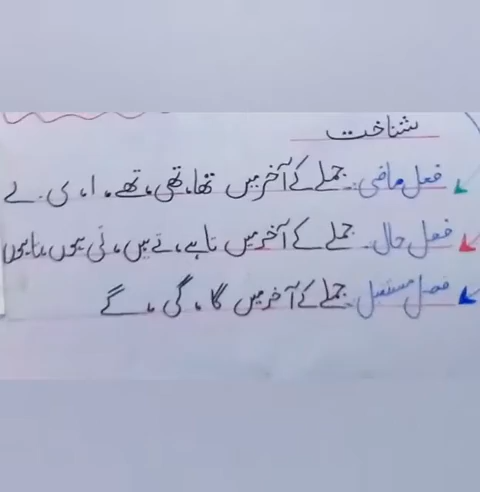 شناخت
فعل ماضی:۔ جملے کے آخر میں تھا، تھی، تھے، ا، ی، ے
فعل حال۔ جملے کے آخر میں تا ہے، تے ہیں، تی ہوں، تا ہوں
فعل مستقبل:۔ جملے کے آخر میں گا، گی، گے